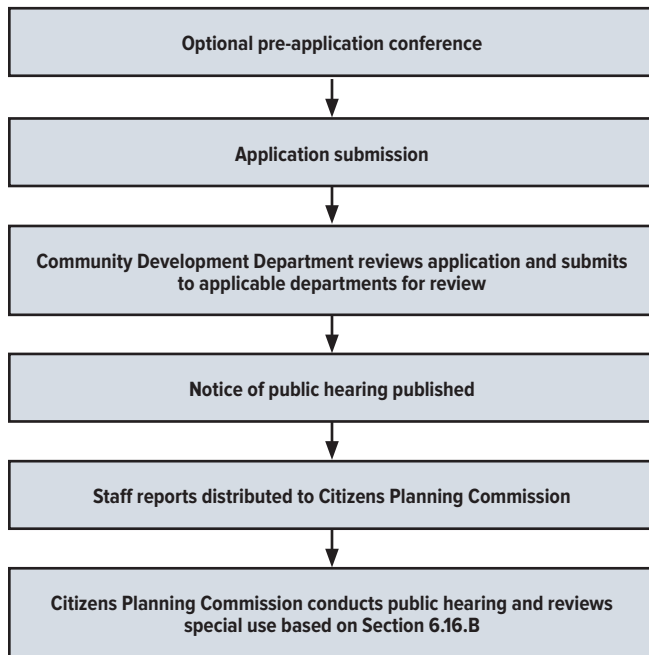 Optional pre-application conference
Application submission
Community Development Department reviews application and submits
to applicable departments for review
Notice of public hearing published
Staff reports distributed to Citizens Planning Commission
Citizens Planning Commission conducts public hearing and reviews
special use based on Section 6.16.B